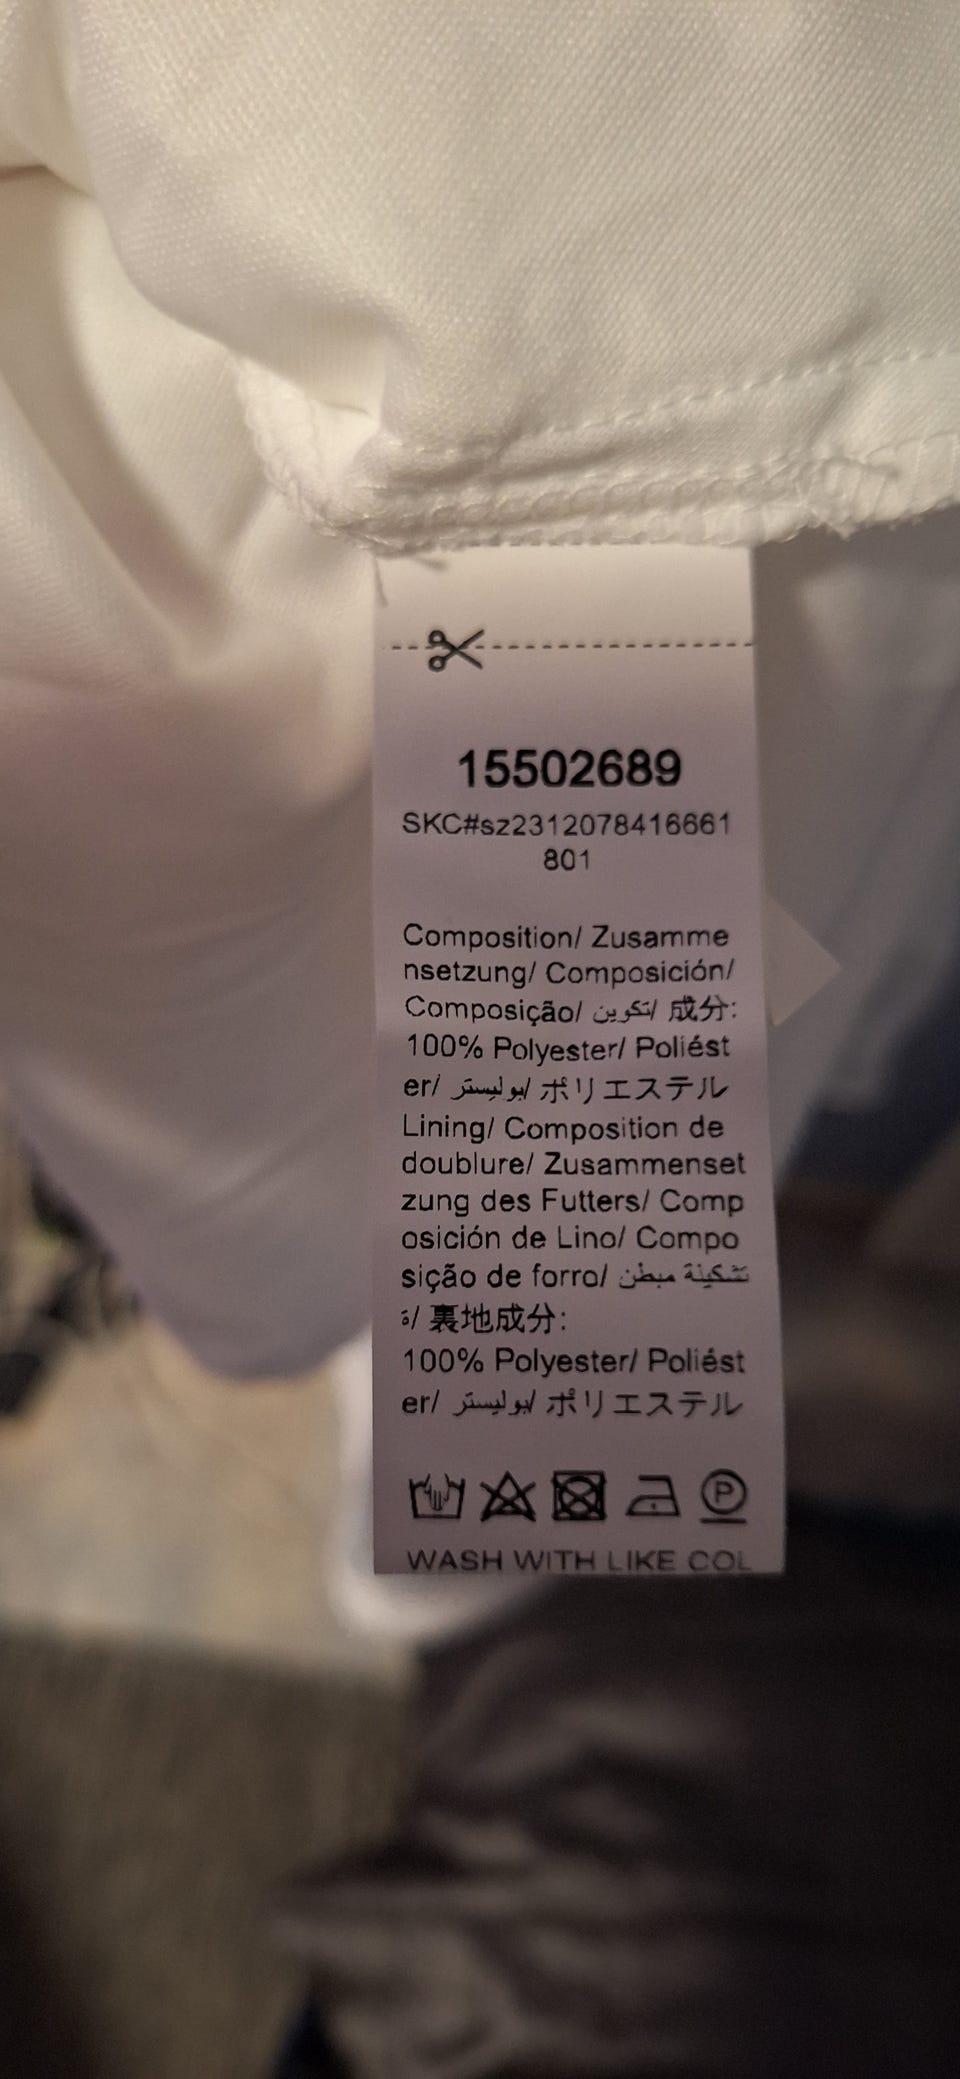 15502689
SKC#sz2312078416661
801
Composition/ Zusamme
nsetzung/ Composición/
Composição/ تكوين/ 成分:
100% Polyester/ Poliést
er/ بوليستر/ ポリエステル
Lining/ Composition de
doublure/ Zusammenset
zung des Futters/ Comp
osición de Lino/ Compo
sição de forro/ تشكيلة مبطن
ة/ 裏地成分:
100% Polyester/ Poliést
er/ بوليستر/ ポリエステル
P
WASH WITH LIKE COL